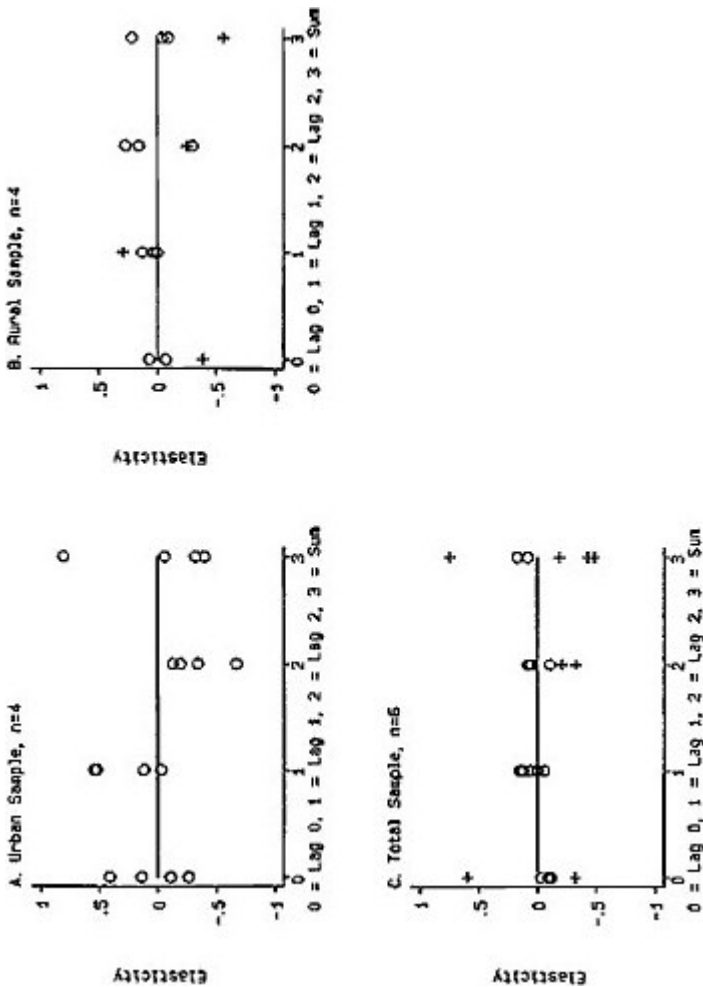 A. Urban Sample, n=4
Elasticity
1
.5
0
-.5
-1
0 1 2 3
0 = Lag 0, 1 = Lag 1, 2 = Lag 2, 3 = Sum
B. Rural Sample, n=4
Elasticity
1
.5
0
-.5
-1
0 1 2 3
0 = Lag 0, 1 = Lag 1, 2 = Lag 2, 3 = Sum
C. Total Sample, n=6
Elasticity
1
.5
0
-.5
-1
0 1 2 3
0 = Lag 0, 1 = Lag 1, 2 = Lag 2, 3 = Sum